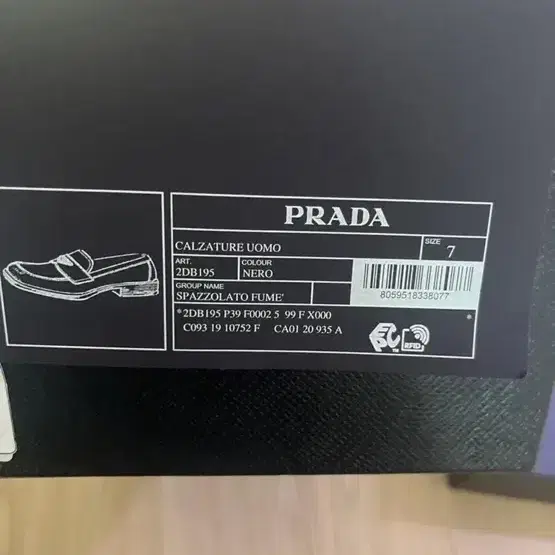 PRADA
CALZATURE UOMO
SIZE
7
ART.
2DB195
COLOUR
NERO
GROUP NAME
SPAZZOLATO FUME'
8059518338077
*2DB195 P39 F0002 5 99 F X000
C093 19 10752 F CA01 20 935 A
EPC™ RFID